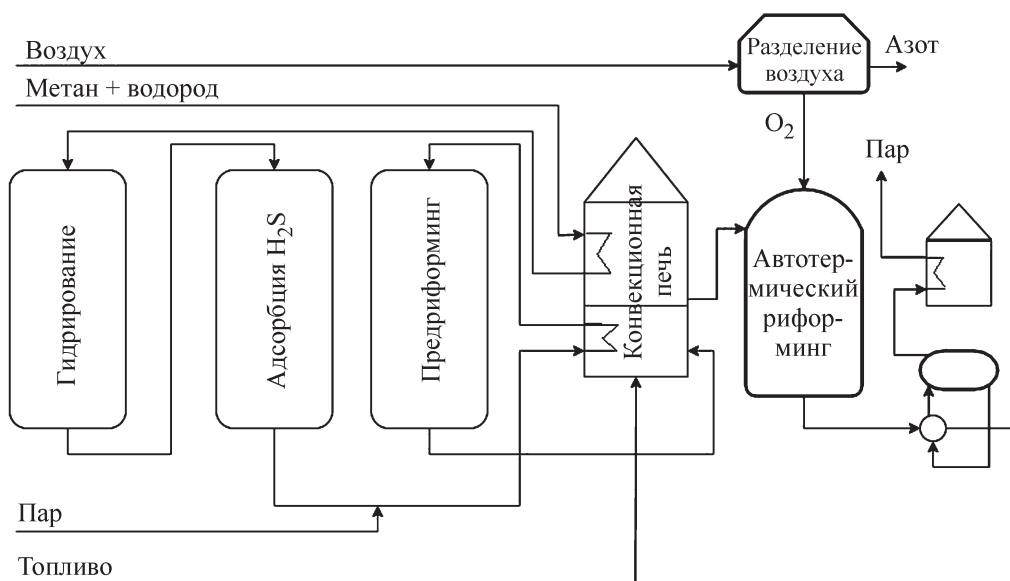 Воздух
Разделение
воздуха
Азот
Метан + водород
O₂
Пар
Гидрирование
Адсорбция H₂S
Предриформинг
Конвекционная
печь
Автотер-
мический
рифор-
минг
Пар
Топливо